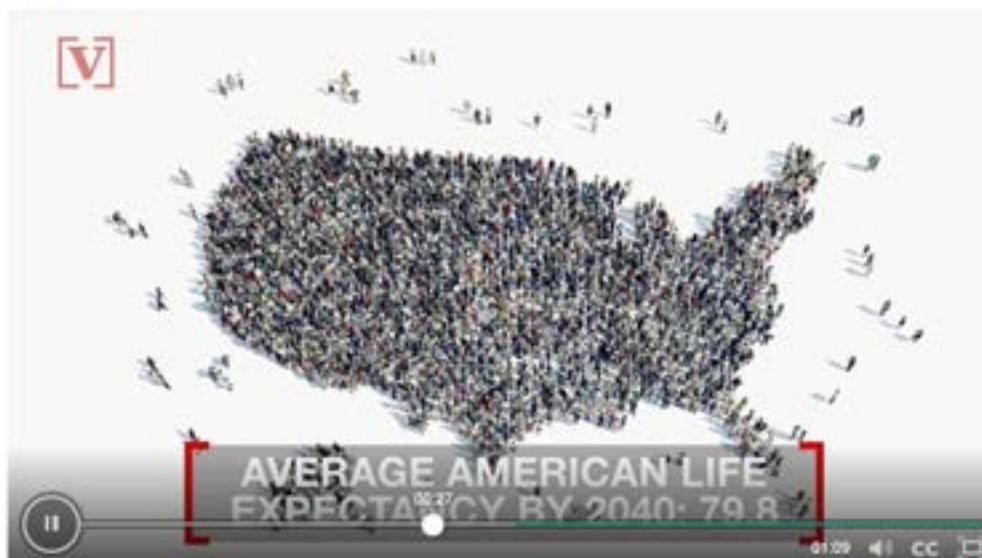 [V]
AVERAGE AMERICAN LIFE
EXPECTANCY BY 2040: 79.8
00:27
01:09
CC